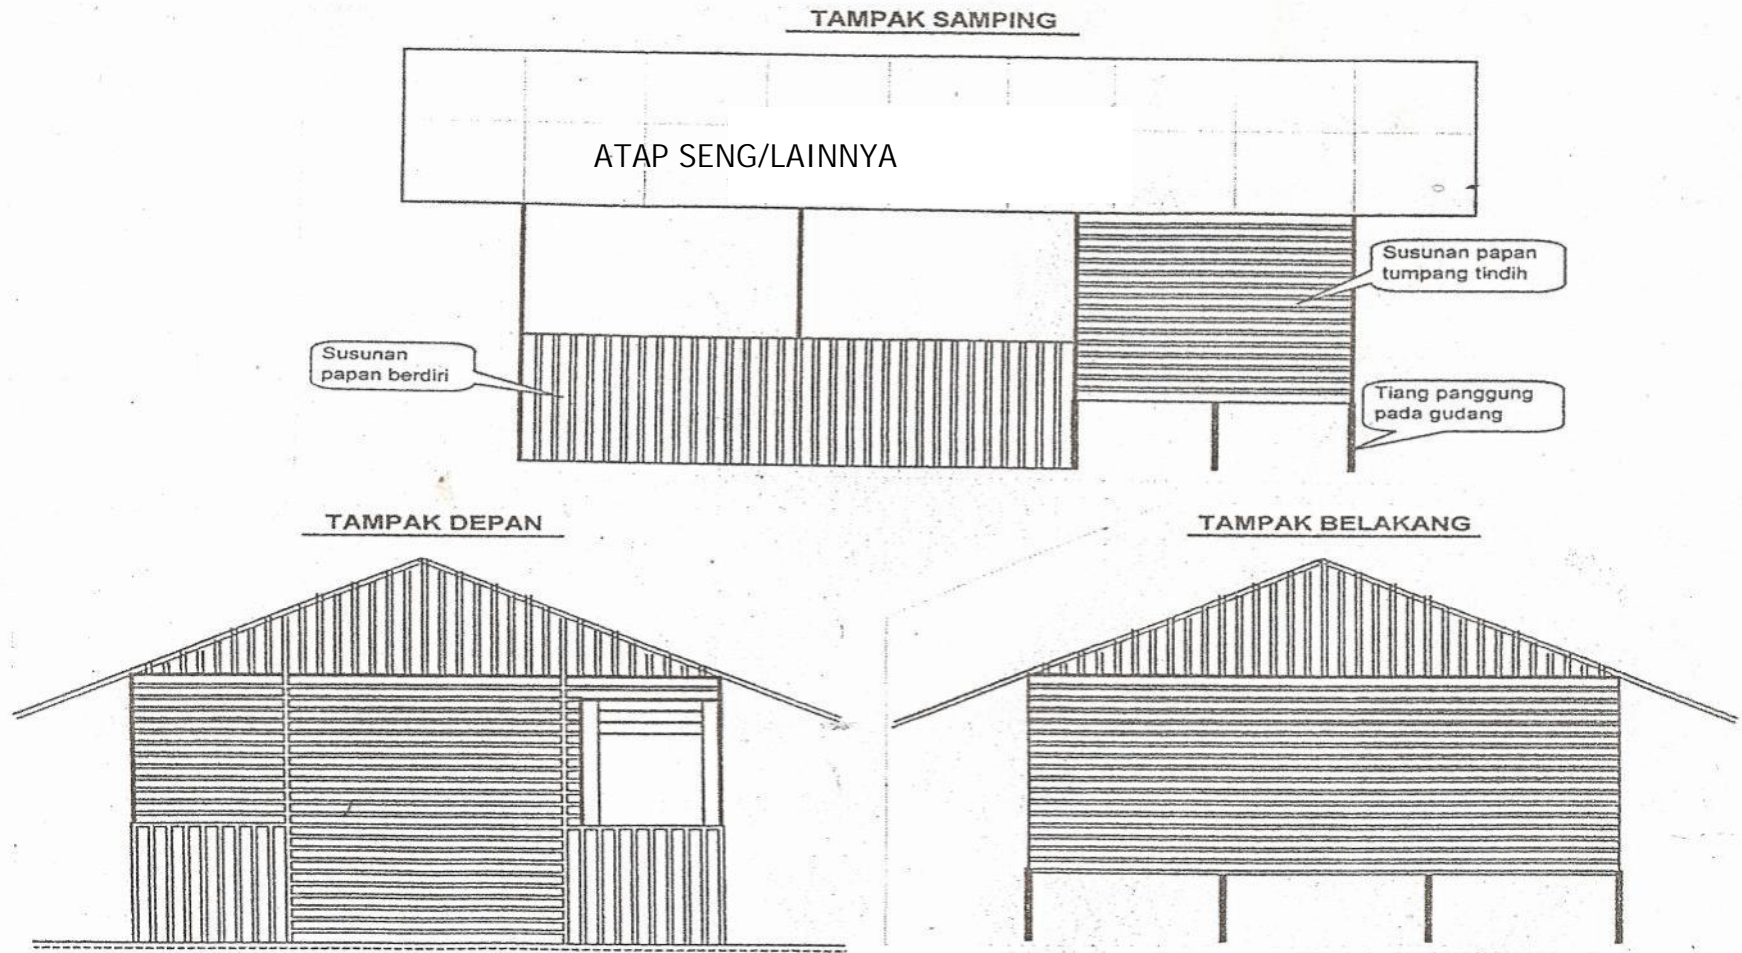 TAMPAK SAMPING
ATAP SENG/LAINNYA
Susunan papan
tumpang tindih
Susunan
papan berdiri
Tiang panggung
pada gudang
TAMPAK DEPAN
TAMPAK BELAKANG